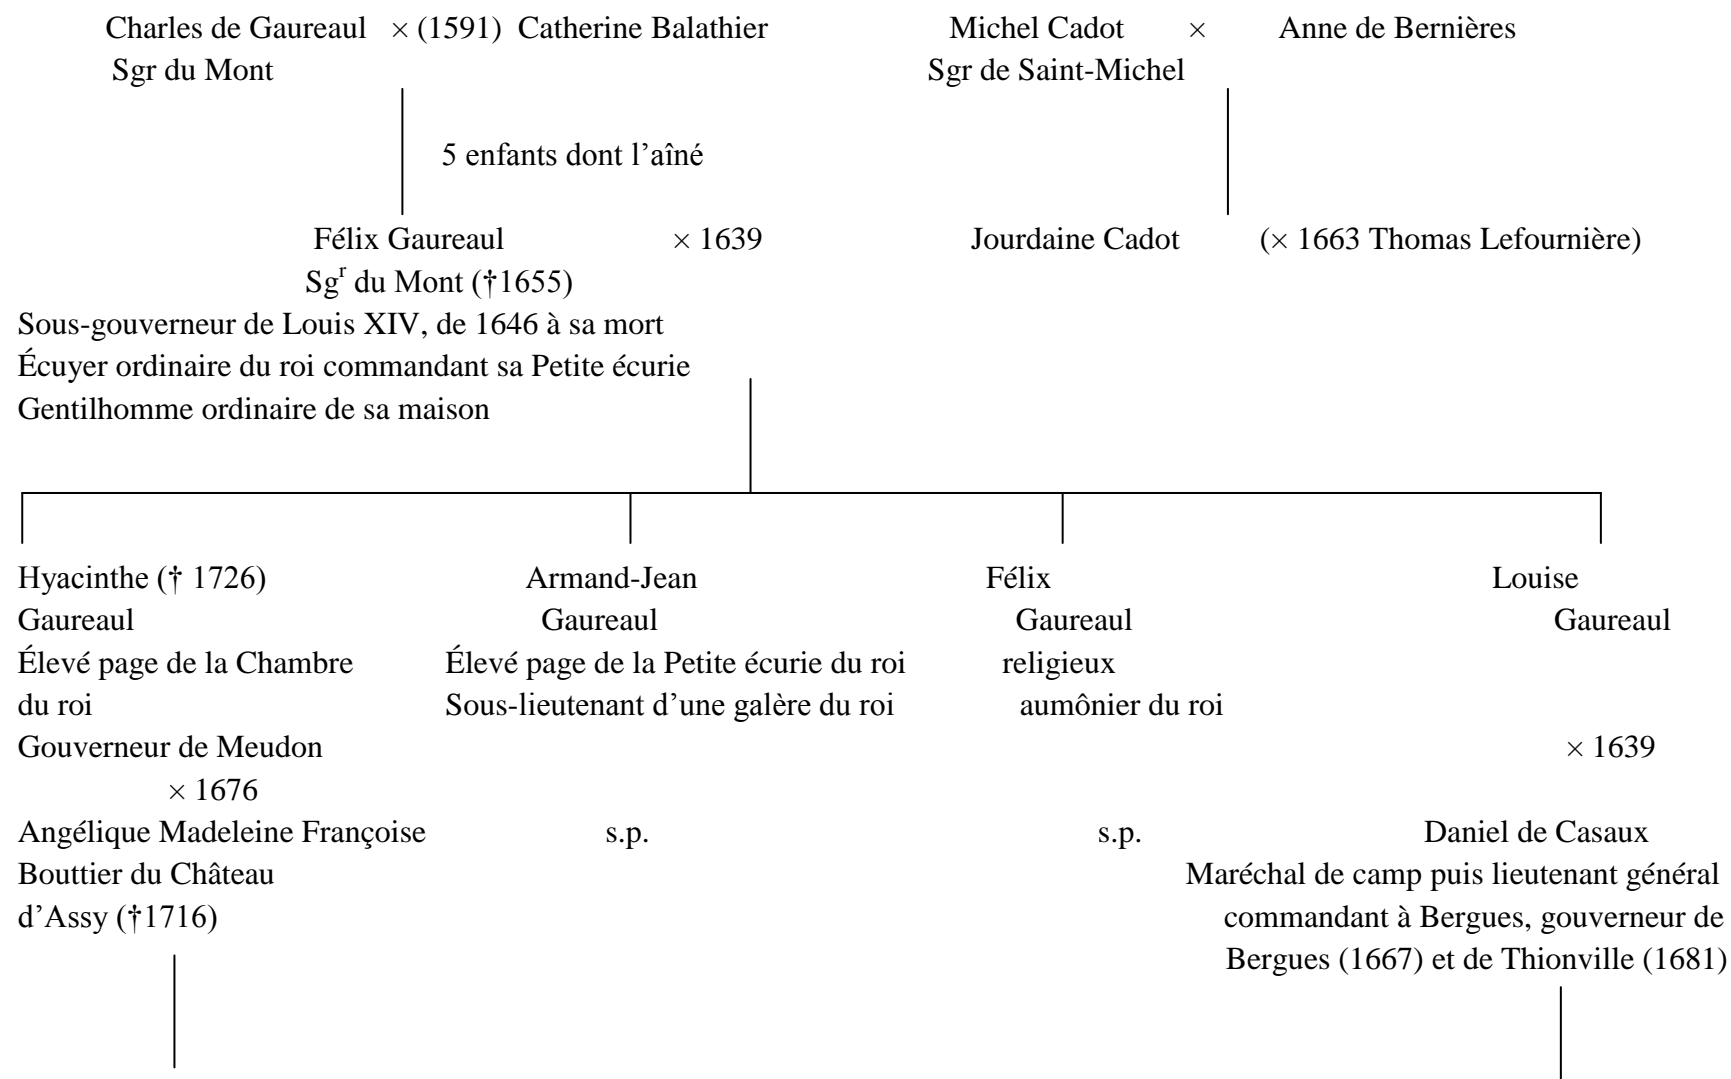 Charles de Gaureaul × (1591) Catherine Balathier Michel Cadot × Anne de Bernières
Sgr du Mont Sgr de Saint-Michel
5 enfants dont l’aîné
Félix Gaureaul × 1639 Jourdaine Cadot (× 1663 Thomas Lefournière)
Sgr du Mont (†1655)
Sous-gouverneur de Louis XIV, de 1646 à sa mort
Écuyer ordinaire du roi commandant sa Petite écurie
Gentilhomme ordinaire de sa maison
Hyacinthe († 1726) Armand-Jean Félix Louise
Gaureaul Gaureaul Gaureaul Gaureaul
Élevé page de la Chambre Élevé page de la Petite écurie du roi religieux
du roi Sous-lieutenant d’une galère du roi aumônier du roi
Gouverneur de Meudon × 1639
× 1676
Angélique Madeleine Françoise s.p. s.p. Daniel de Casaux
Bouttier du Château Maréchal de camp puis lieutenant général
d’Assy (†1716) commandant à Bergues, gouverneur de
Bergues (1667) et de Thionville (1681)